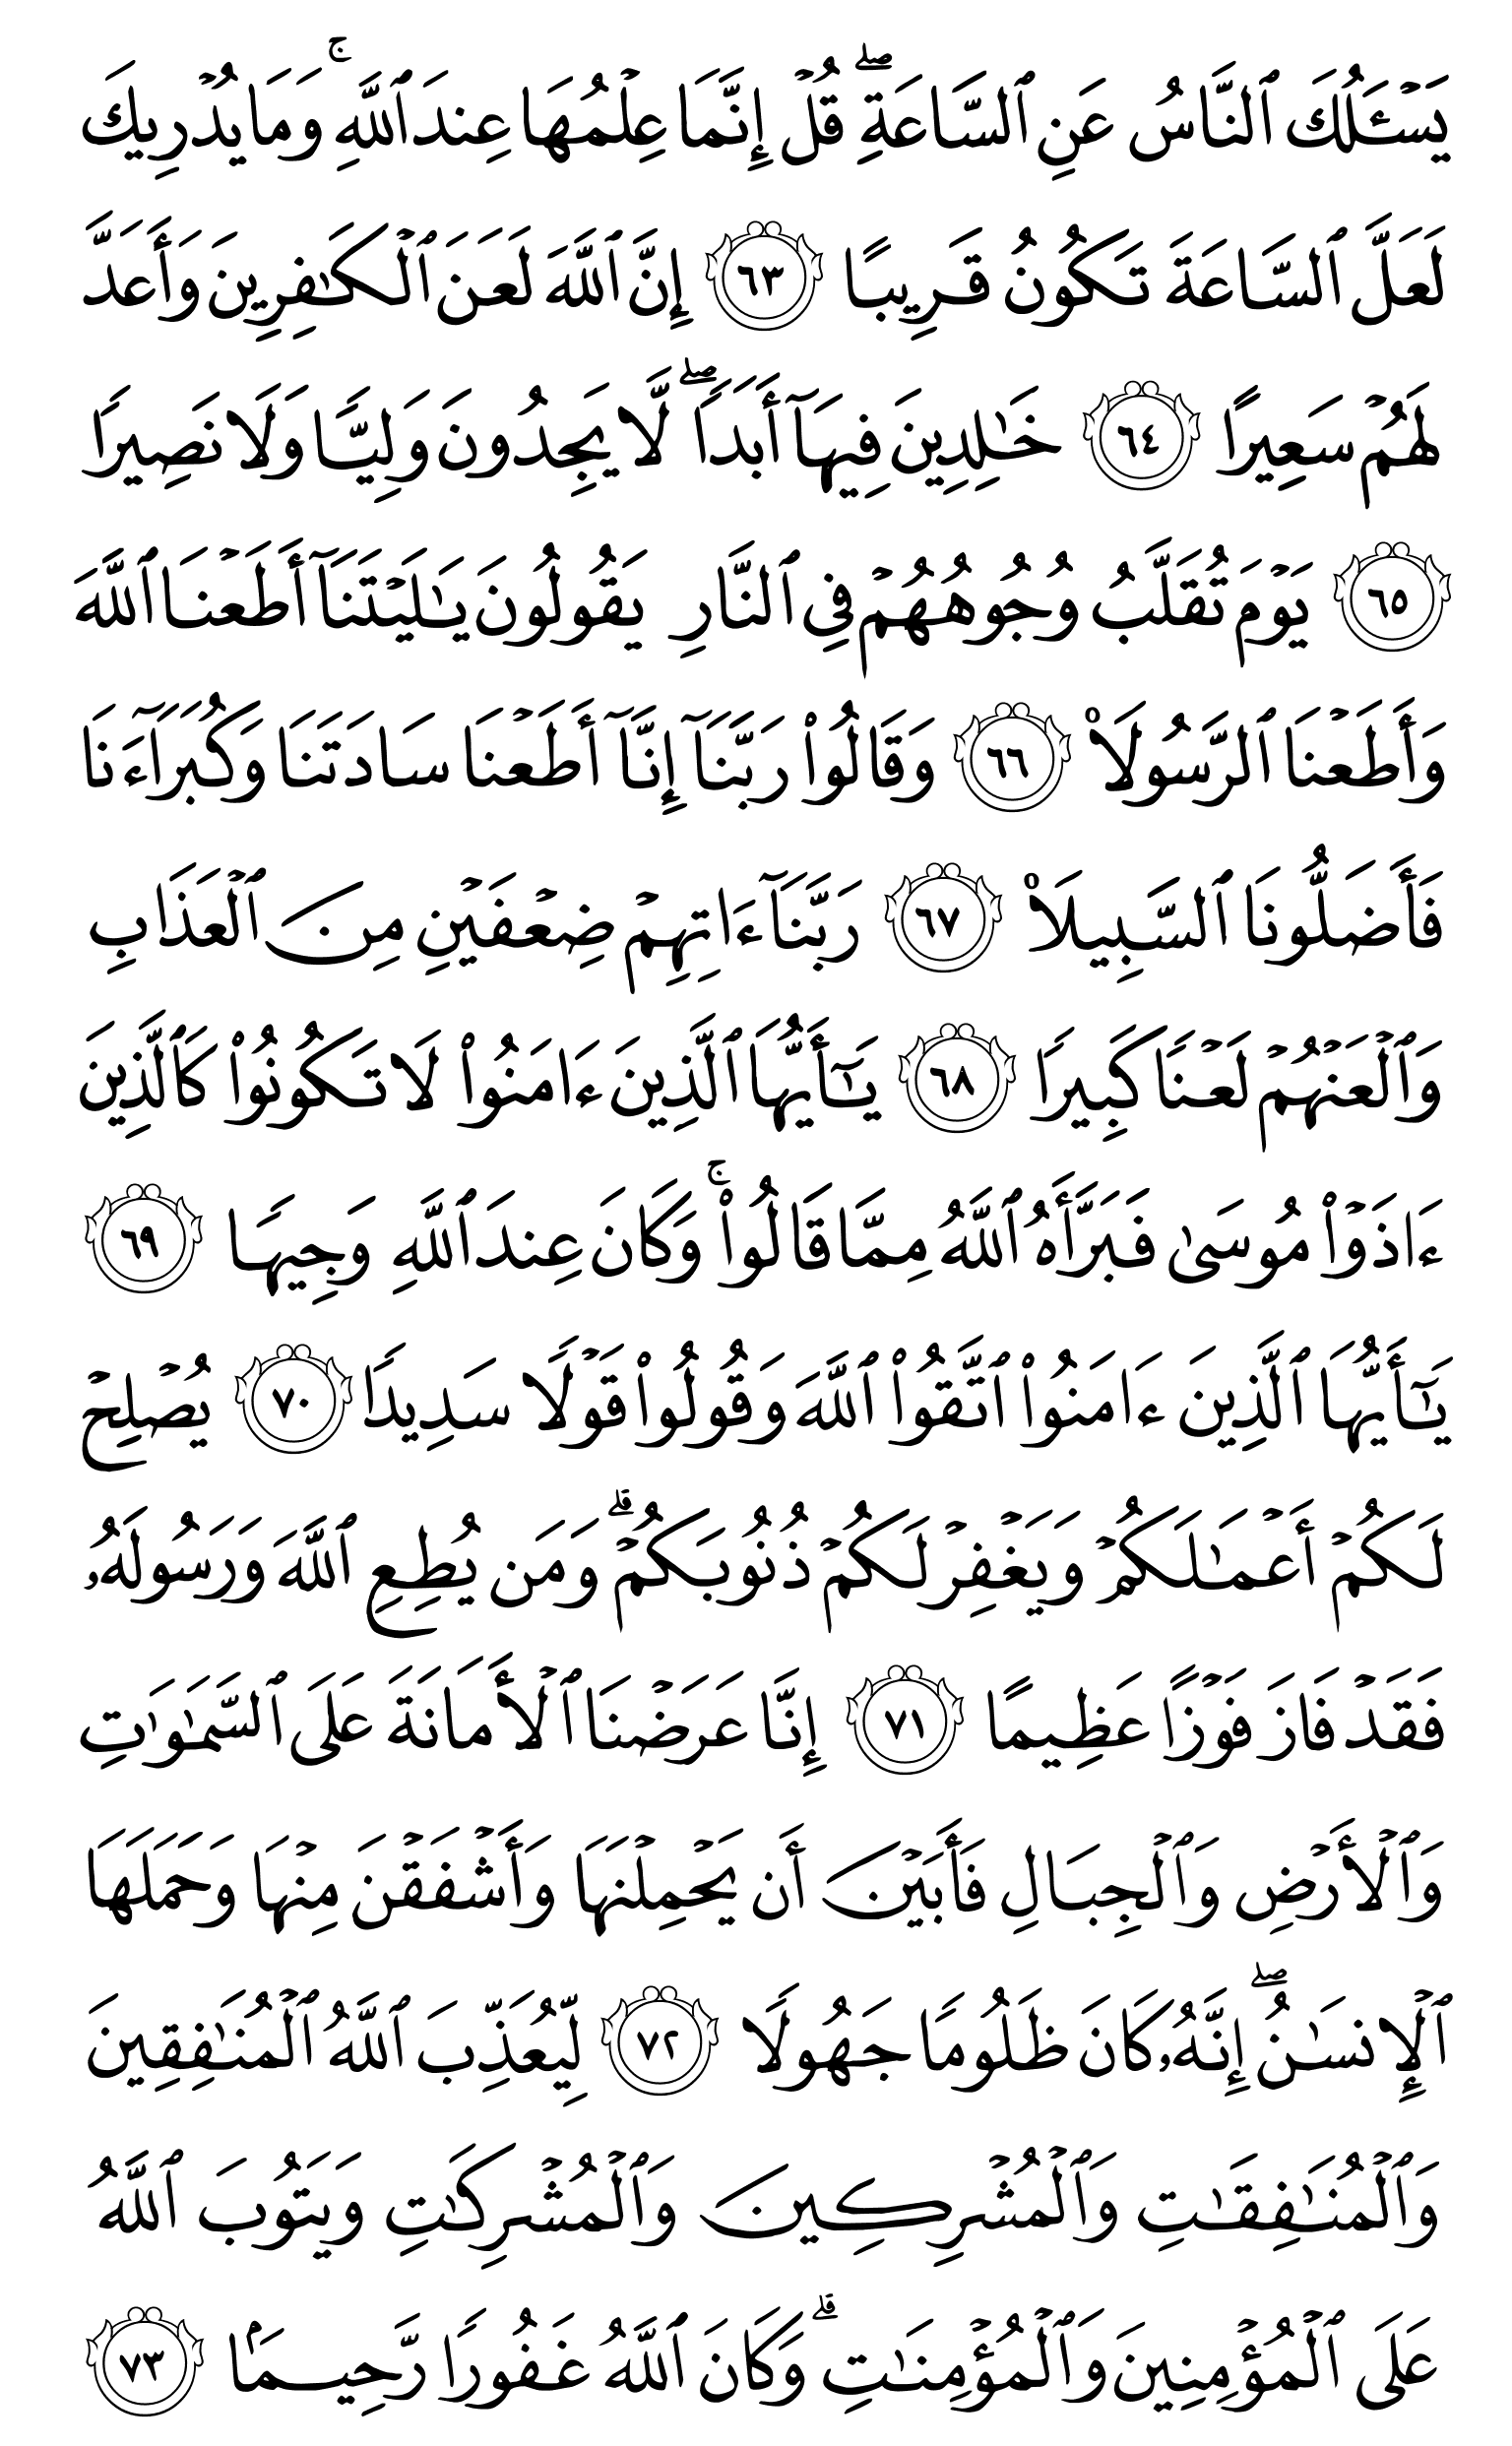 يَسۡـَٔلُكَ ٱلنَّاسُ عَنِ ٱلسَّاعَةِۖ قُلۡ إِنَّمَا عِلۡمُهَا عِندَ ٱللَّهِۚ وَمَا يُدۡرِيكَ
لَعَلَّ ٱلسَّاعَةَ تَكُونُ قَرِيبًا ٦٣ إِنَّ ٱللَّهَ لَعَنَ ٱلۡكَٰفِرِينَ وَأَعَدَّ
لَهُمۡ سَعِيرًا ٦٤ خَٰلِدِينَ فِيهَآ أَبَدٗاۖ لَّا يَجِدُونَ وَلِيّٗا وَلَا نَصِيرٗا
٦٥ يَوۡمَ تُقَلَّبُ وُجُوهُهُمۡ فِي ٱلنَّارِ يَقُولُونَ يَٰلَيۡتَنَآ أَطَعۡنَا ٱللَّهَ
وَأَطَعۡنَا ٱلرَّسُولَا۠ ٦٦ وَقَالُواْ رَبَّنَآ إِنَّآ أَطَعۡنَا سَادَتَنَا وَكُبَرَآءَنَا
فَأَضَلُّونَا ٱلسَّبِيلَا۠ ٦٧ رَبَّنَآ ءَاتِهِمۡ ضِعۡفَيۡنِ مِنَ ٱلۡعَذَابِ
وَٱلۡعَنۡهُمۡ لَعۡنٗا كَبِيرٗا ٦٨ يَٰٓأَيُّهَا ٱلَّذِينَ ءَامَنُواْ لَا تَكُونُواْ كَٱلَّذِينَ
ءَاذَوۡاْ مُوسَىٰ فَبَرَّأَهُ ٱللَّهُ مِمَّا قَالُواْۚ وَكَانَ عِندَ ٱللَّهِ وَجِيهٗا ٦٩
يَٰٓأَيُّهَا ٱلَّذِينَ ءَامَنُواْ ٱتَّقُواْ ٱللَّهَ وَقُولُواْ قَوۡلٗا سَدِيدٗا ٧٠ يُصۡلِحۡ
لَكُمۡ أَعۡمَٰلَكُمۡ وَيَغۡفِرۡ لَكُمۡ ذُنُوبَكُمۡۗ وَمَن يُطِعِ ٱللَّهَ وَرَسُولَهُۥ
فَقَدۡ فَازَ فَوۡزًا عَظِيمًا ٧١ إِنَّا عَرَضۡنَا ٱلۡأَمَانَةَ عَلَى ٱلسَّمَٰوَٰتِ
وَٱلۡأَرۡضِ وَٱلۡجِبَالِ فَأَبَيۡنَ أَن يَحۡمِلۡنَهَا وَأَشۡفَقۡنَ مِنۡهَا وَحَمَلَهَا
ٱلۡإِنسَٰنُۖ إِنَّهُۥ كَانَ ظَلُومٗا جَهُولٗا ٧٢ لِّيُعَذِّبَ ٱللَّهُ ٱلۡمُنَٰفِقِينَ
وَٱلۡمُنَٰفِقَٰتِ وَٱلۡمُشۡرِكِينَ وَٱلۡمُشۡرِكَٰتِ وَيَتُوبَ ٱللَّهُ
عَلَى ٱلۡمُؤۡمِنِينَ وَٱلۡمُؤۡمِنَٰتِۗ وَكَانَ ٱللَّهُ غَفُورٗا رَّحِيمَۢا ٧٣